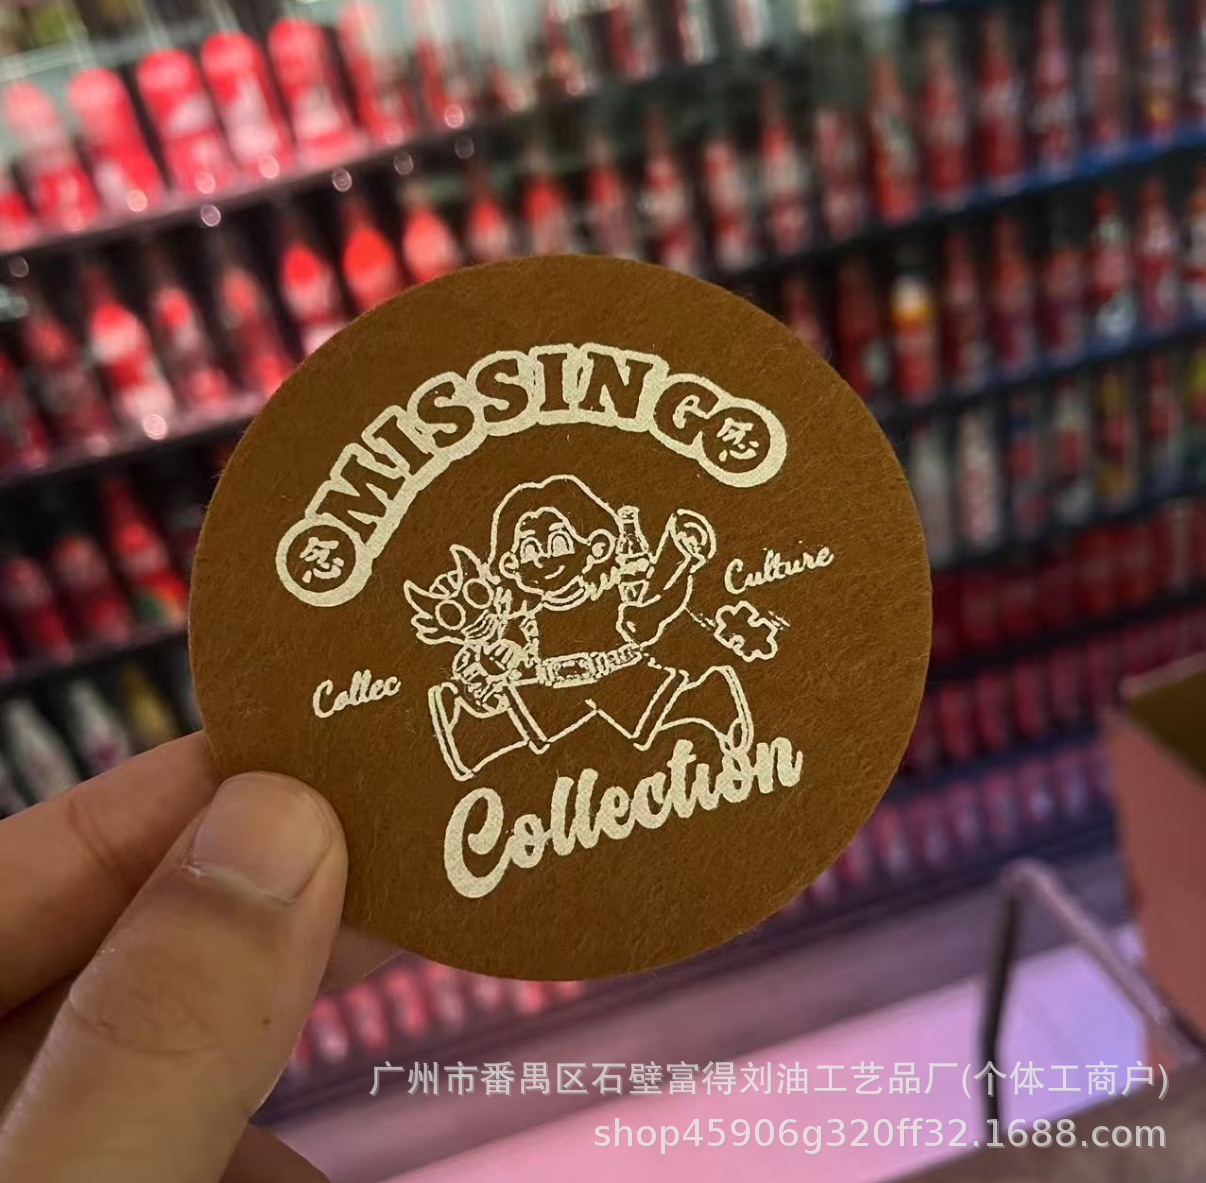 念MISSING念
Culture
Collec
Collection
广州市番禺区石壁富得刘油工艺品厂(个体工商户)
shop45906g320ff32.1688.com